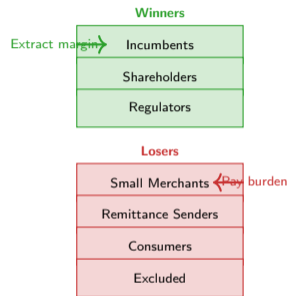 Winners
Extract margin
Incumbents
Shareholders
Regulators
Losers
Small Merchants
Pay burden
Remittance Senders
Consumers
Excluded